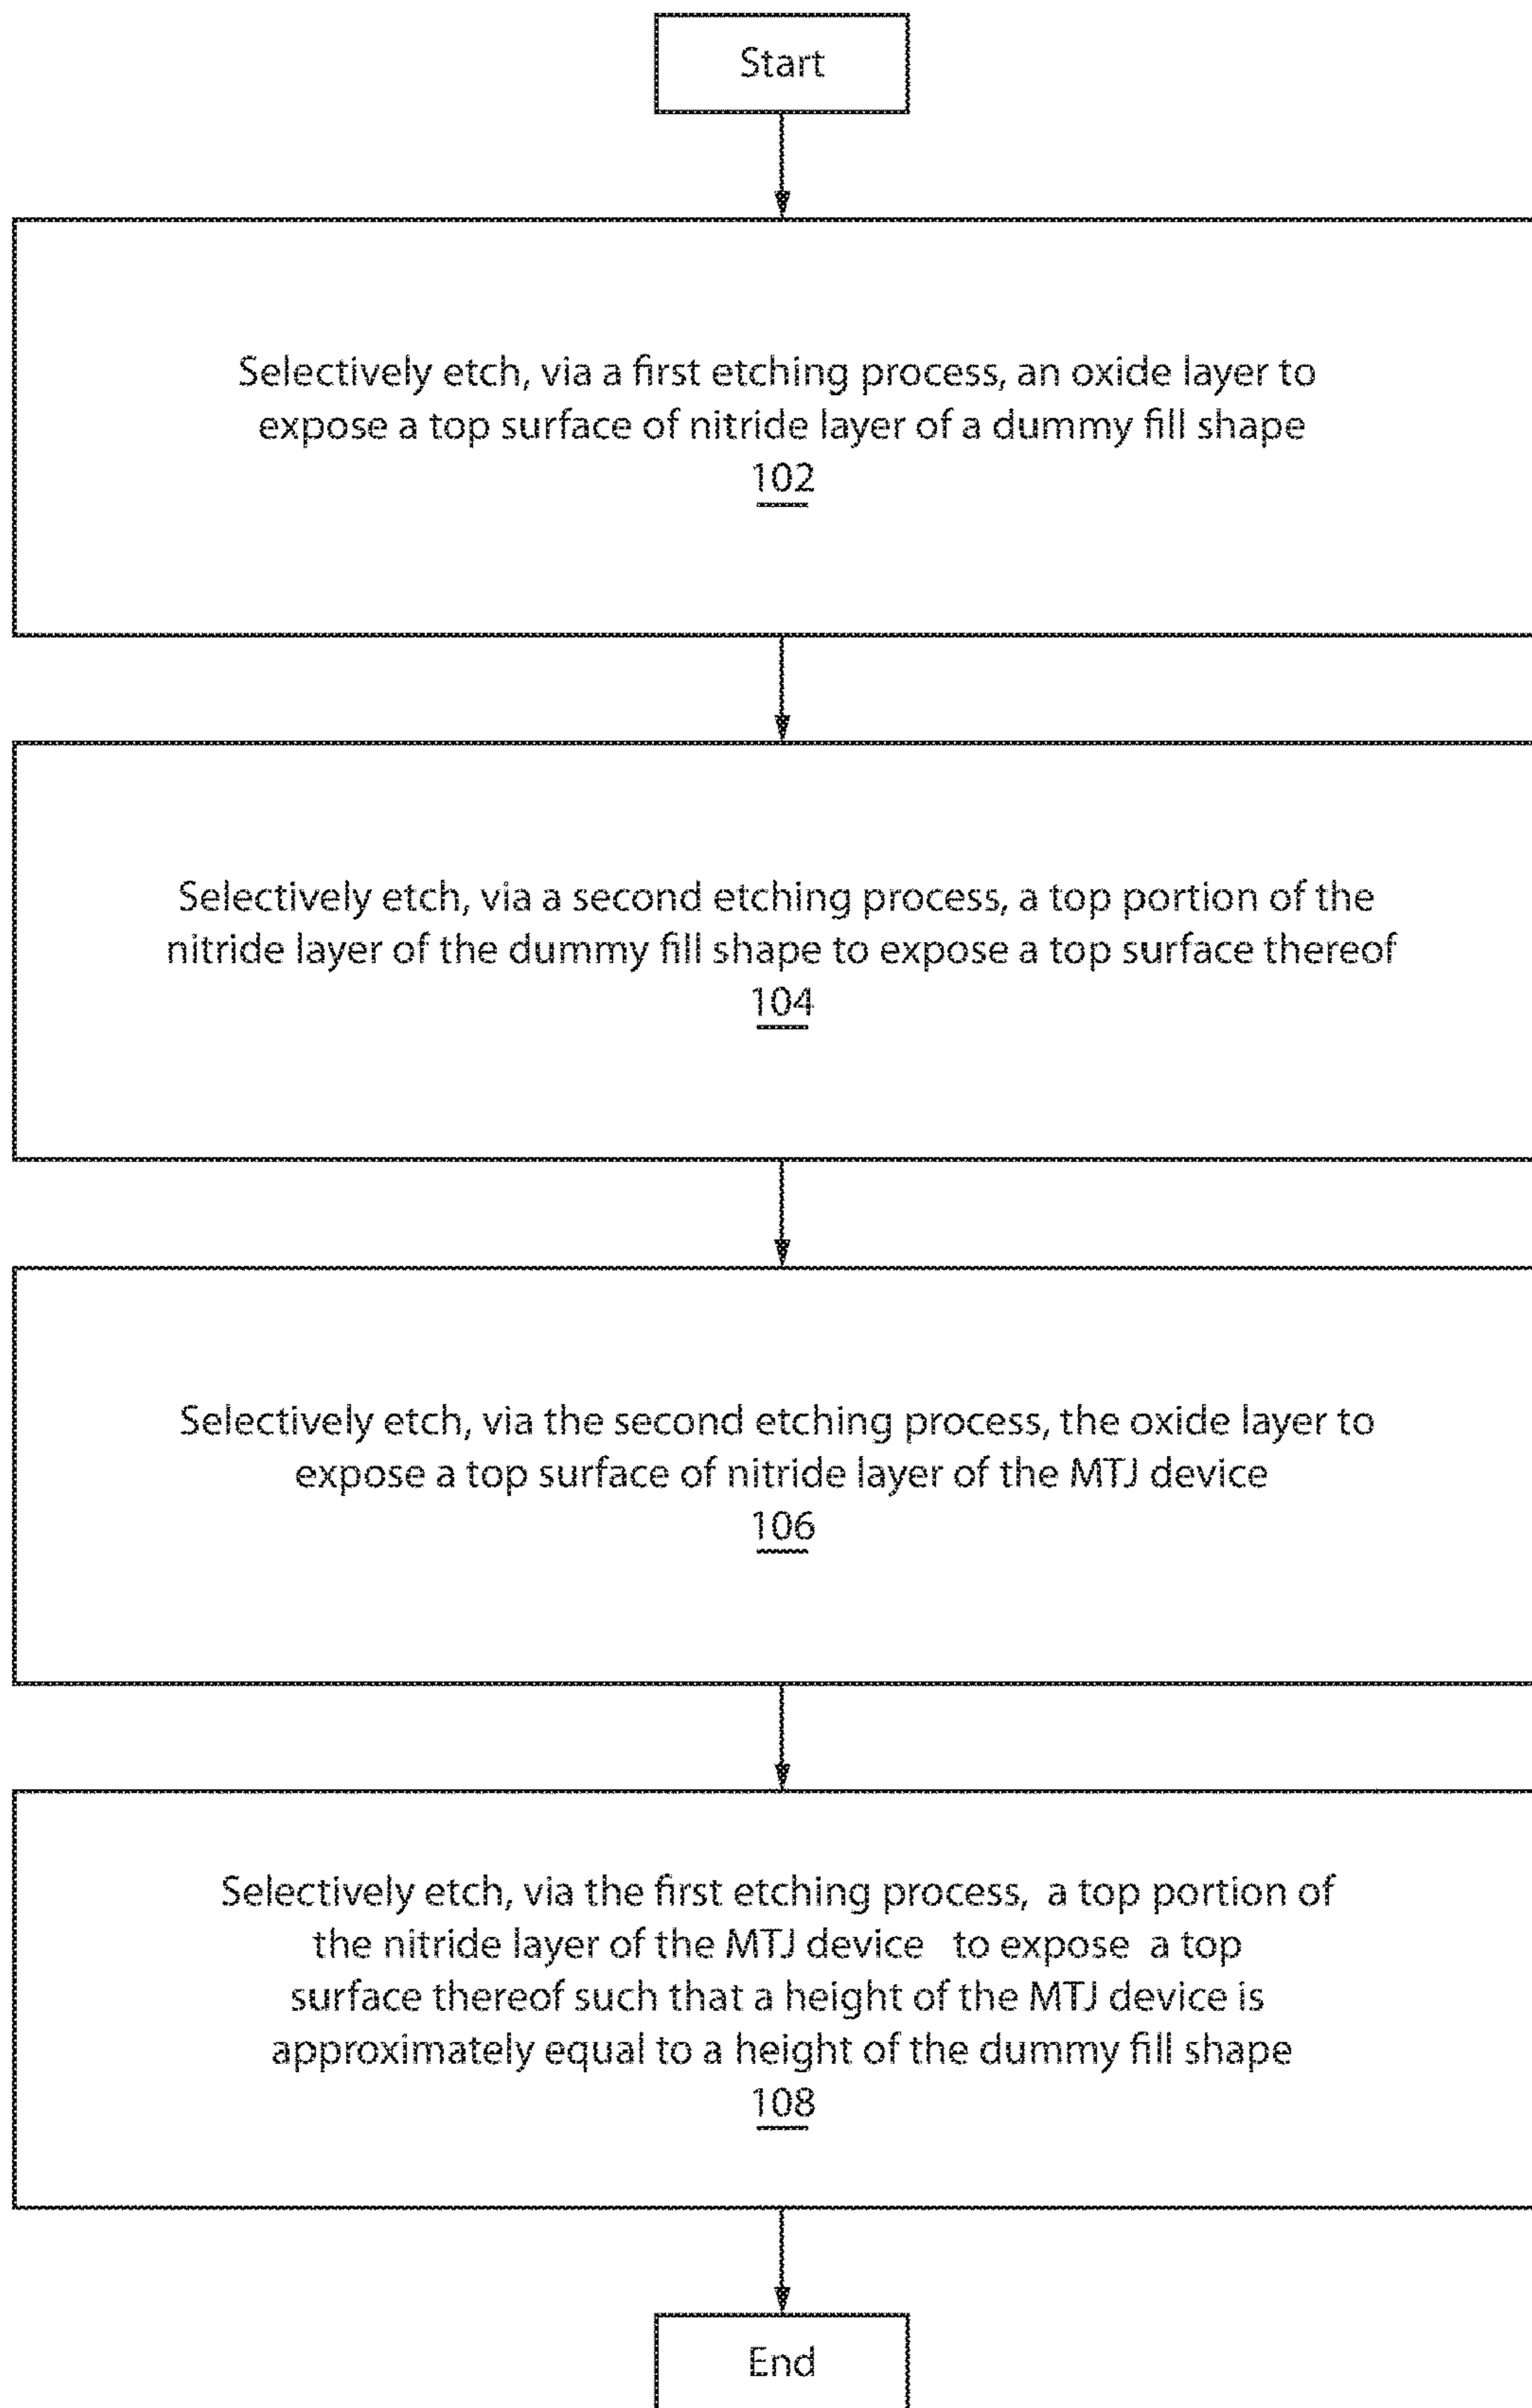 Start
Selectively etch, via a first etching process, an oxide layer to
expose a top surface of nitride layer of a dummy fill shape
102
Selectively etch, via a second etching process, a top portion of the
nitride layer of the dummy fill shape to expose a top surface thereof
104
Selectively etch, via the second etching process, the oxide layer to
expose a top surface of nitride layer of the MTJ device
106
Selectively etch, via the first etching process, a top portion of
the nitride layer of the MTJ device to expose a top
surface thereof such that a height of the MTJ device is
approximately equal to a height of the dummy fill shape
108
End